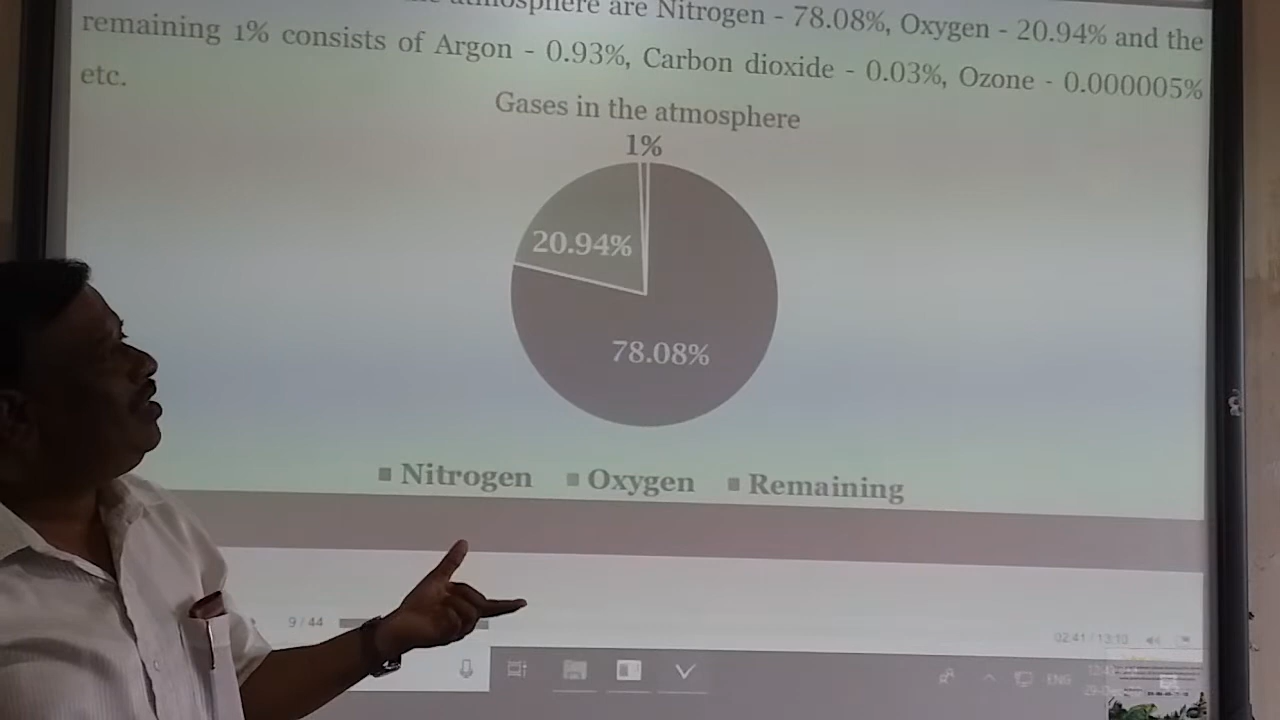 are Nitrogen - 78.08%, Oxygen - 20.94% and the
remaining 1% consists of Argon - 0.93%, Carbon dioxide - 0.03%, Ozone - 0.000005%
etc.
Gases in the atmosphere
1%
20.94%
78.08%
Nitrogen Oxygen Remaining
9 / 44
02:41 / 13:10
ENG